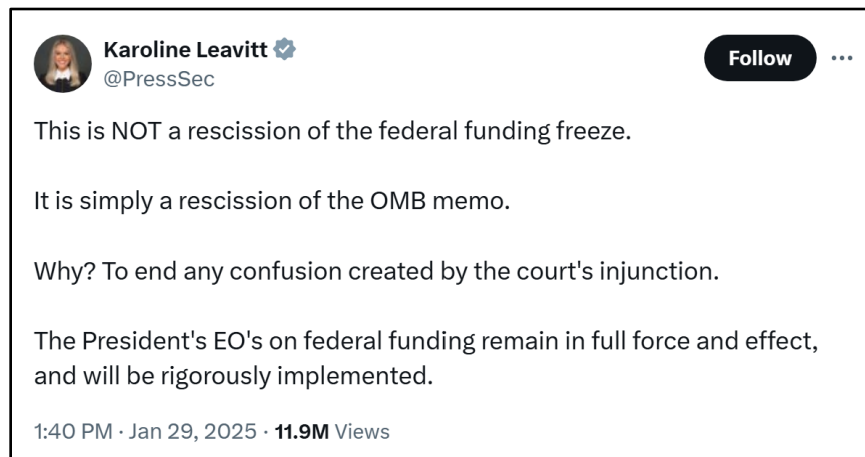 Karoline Leavitt
@PressSec
Follow
This is NOT a rescission of the federal funding freeze.
It is simply a rescission of the OMB memo.
Why? To end any confusion created by the court's injunction.
The President's EO's on federal funding remain in full force and effect,
and will be rigorously implemented.
1:40 PM · Jan 29, 2025 · 11.9M Views